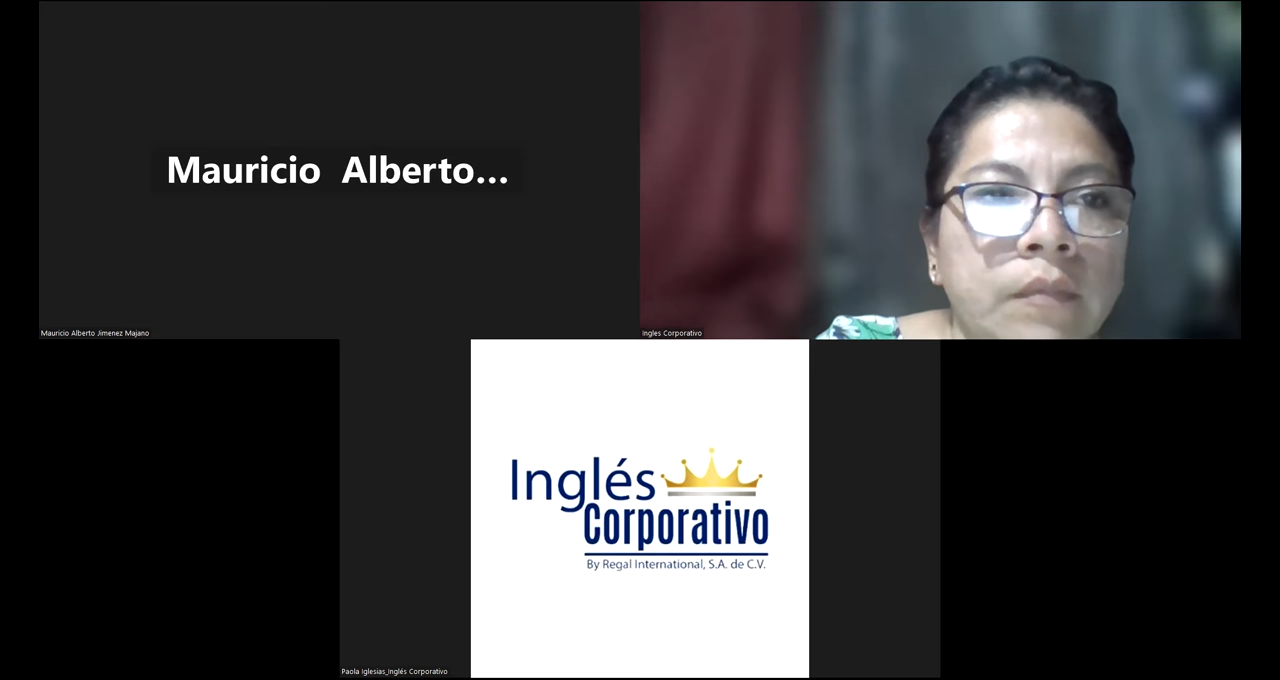 Mauricio Alberto...
Mauricio Alberto Jimenez Majano
Ingles Corporativo
Inglés
Corporativo
By Regal International, S.A. de C.V.
Paola Iglesias_Inglés Corporativo